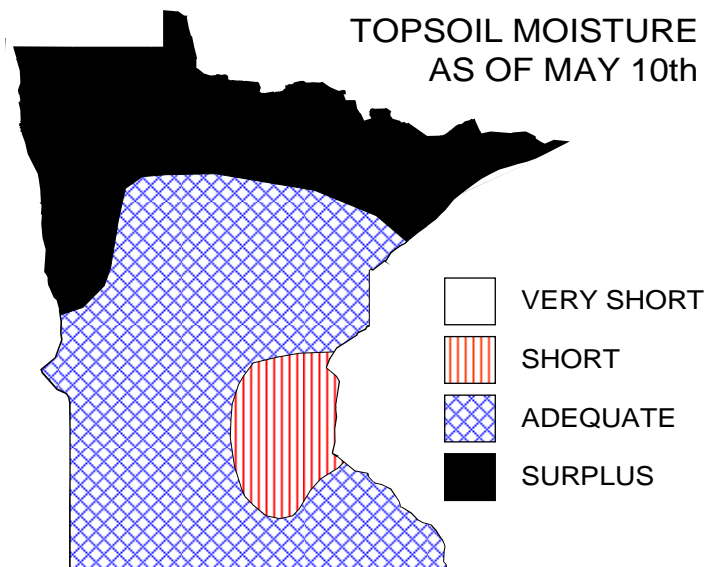 TOPSOIL MOISTURE
AS OF MAY 10th
VERY SHORT
SHORT
ADEQUATE
SURPLUS